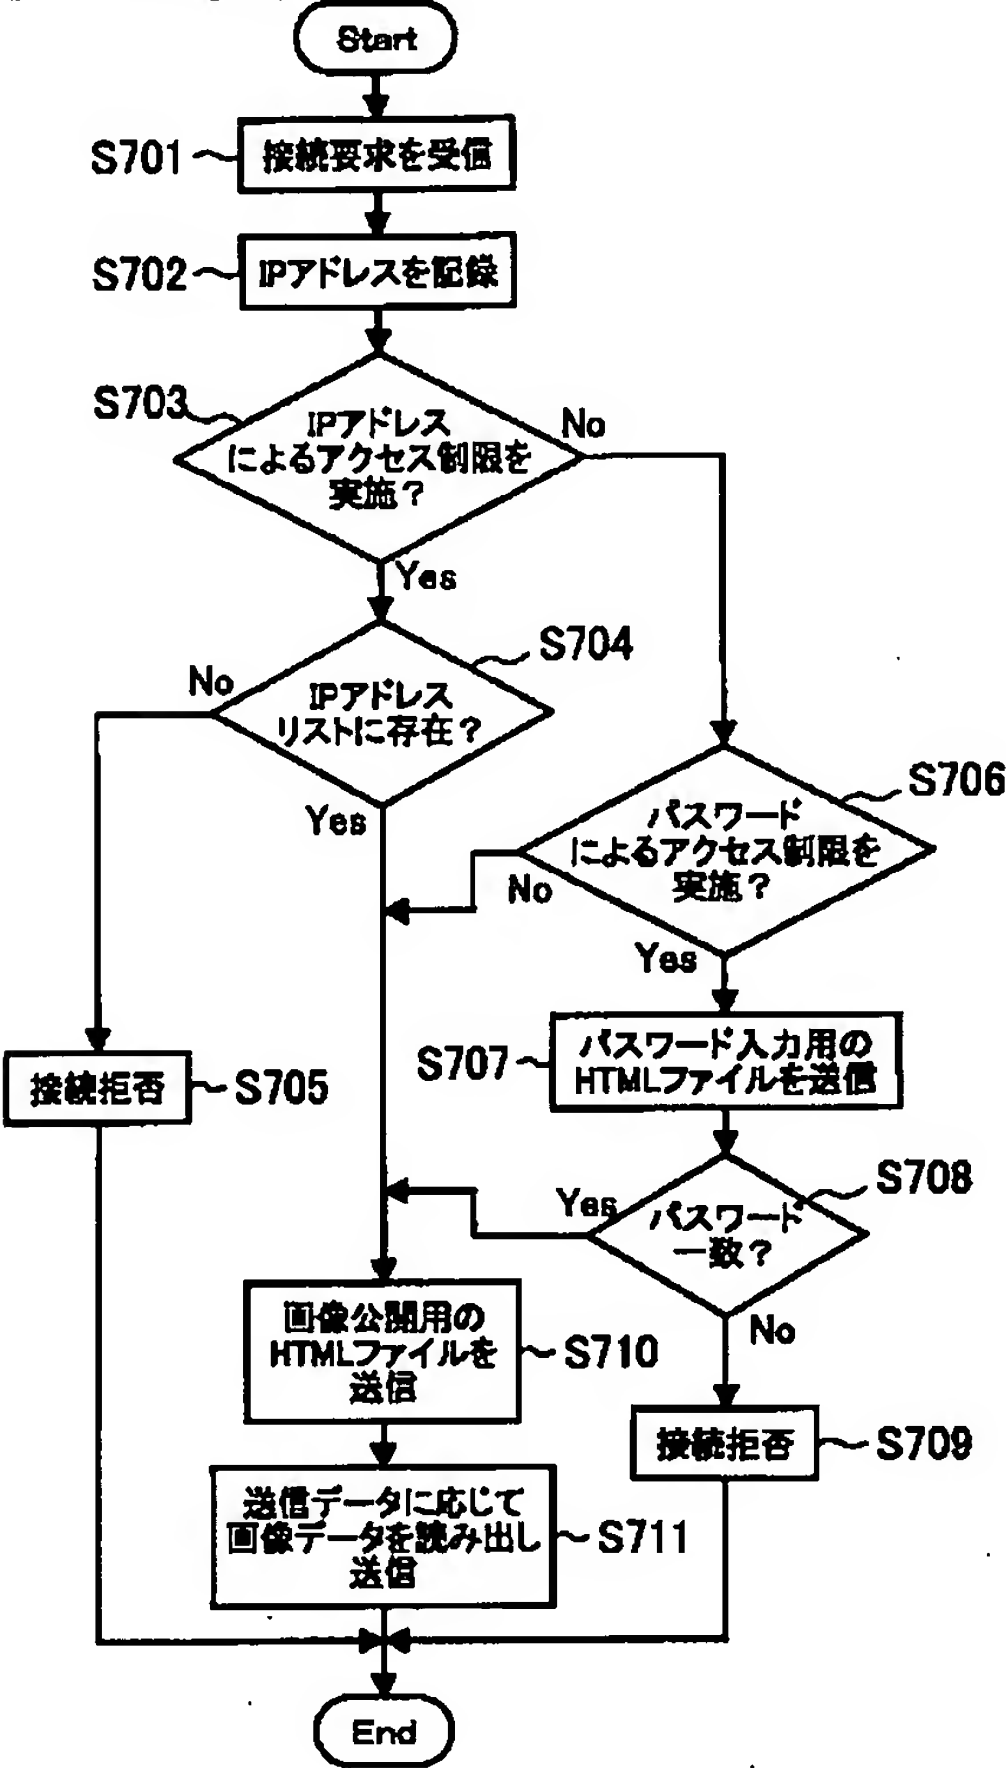 Start
S701
接続要求を受信
S702
IPアドレスを記録
S703
IPアドレス
によるアクセス制限を
実施？
No
Yes
S704
IPアドレス
リストに存在？
No
Yes
S706
パスワード
によるアクセス制限を
実施？
No
Yes
接続拒否
S705
S707
パスワード入力用の
HTMLファイルを送信
S708
パスワード
一致？
Yes
No
画像公開用の
HTMLファイルを
送信
S710
接続拒否
S709
送信データに応じて
画像データを読み出し
送信
S711
End